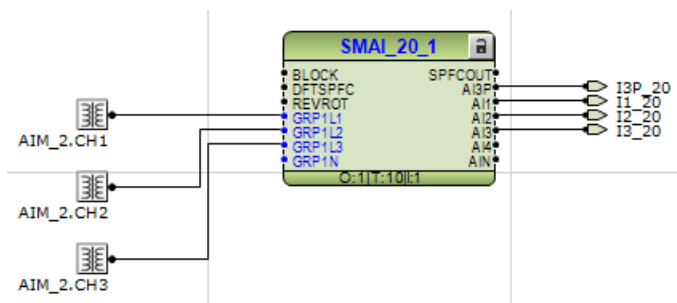 SMAI_20_1
BLOCK SPFCOUT
DFTSPFC AI3P I3P_20
REVROT AI1 I1_20
GRP1L1 AI2 I2_20
GRP1L2 AI3 I3_20
GRP1L3 AI4
GRP1N AIN
O:1|T:10|I:1
AIM_2.CH1
AIM_2.CH2
AIM_2.CH3